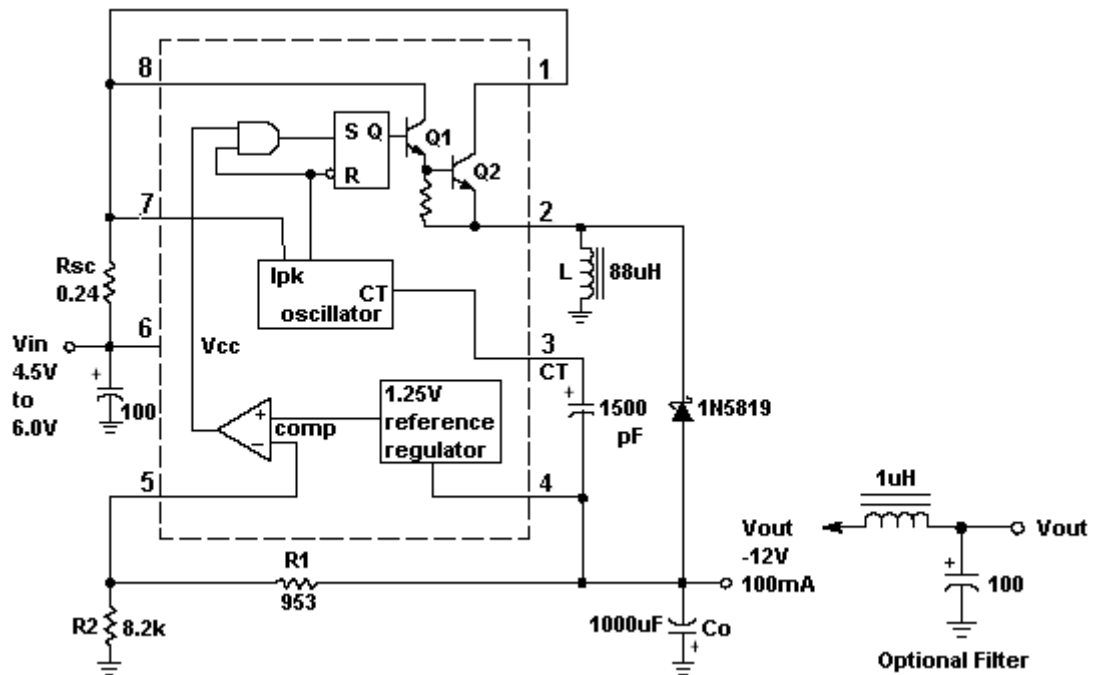 8
1
S Q
Q1
R
Q2
7
2
Rsc
0.24
Ipk
CT
oscillator
L
88uH
6
Vin
4.5V
to
6.0V
Vcc
3
CT
+
100
1.25V
reference
regulator
+
comp
−
+
1500
pF
1N5819
5
4
1uH
R1
953
Vout
-12V
100mA
Vout
+
100
R2
8.2k
1000uF
Co
+
Optional Filter